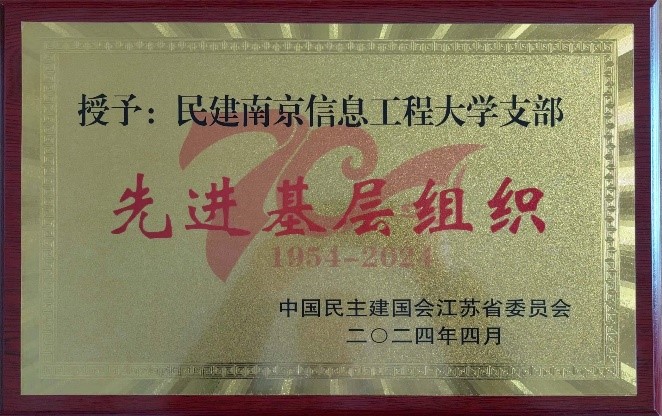 授予：民建南京信息工程大学支部
70
先进基层组织
1954-2024
中国民主建国会江苏省委员会
二〇二四年四月